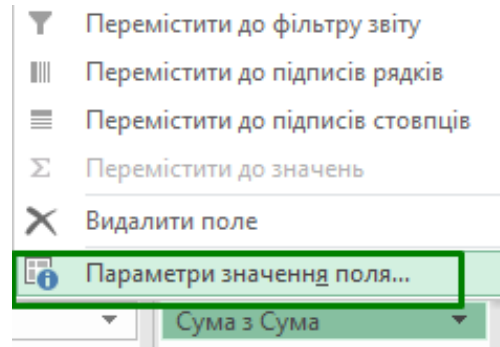 Перемістити до фільтру звіту
Перемістити до підписів рядків
Перемістити до підписів стовпців
Перемістити до значень
Видалити поле
Параметри значення поля...
Сума з Сума